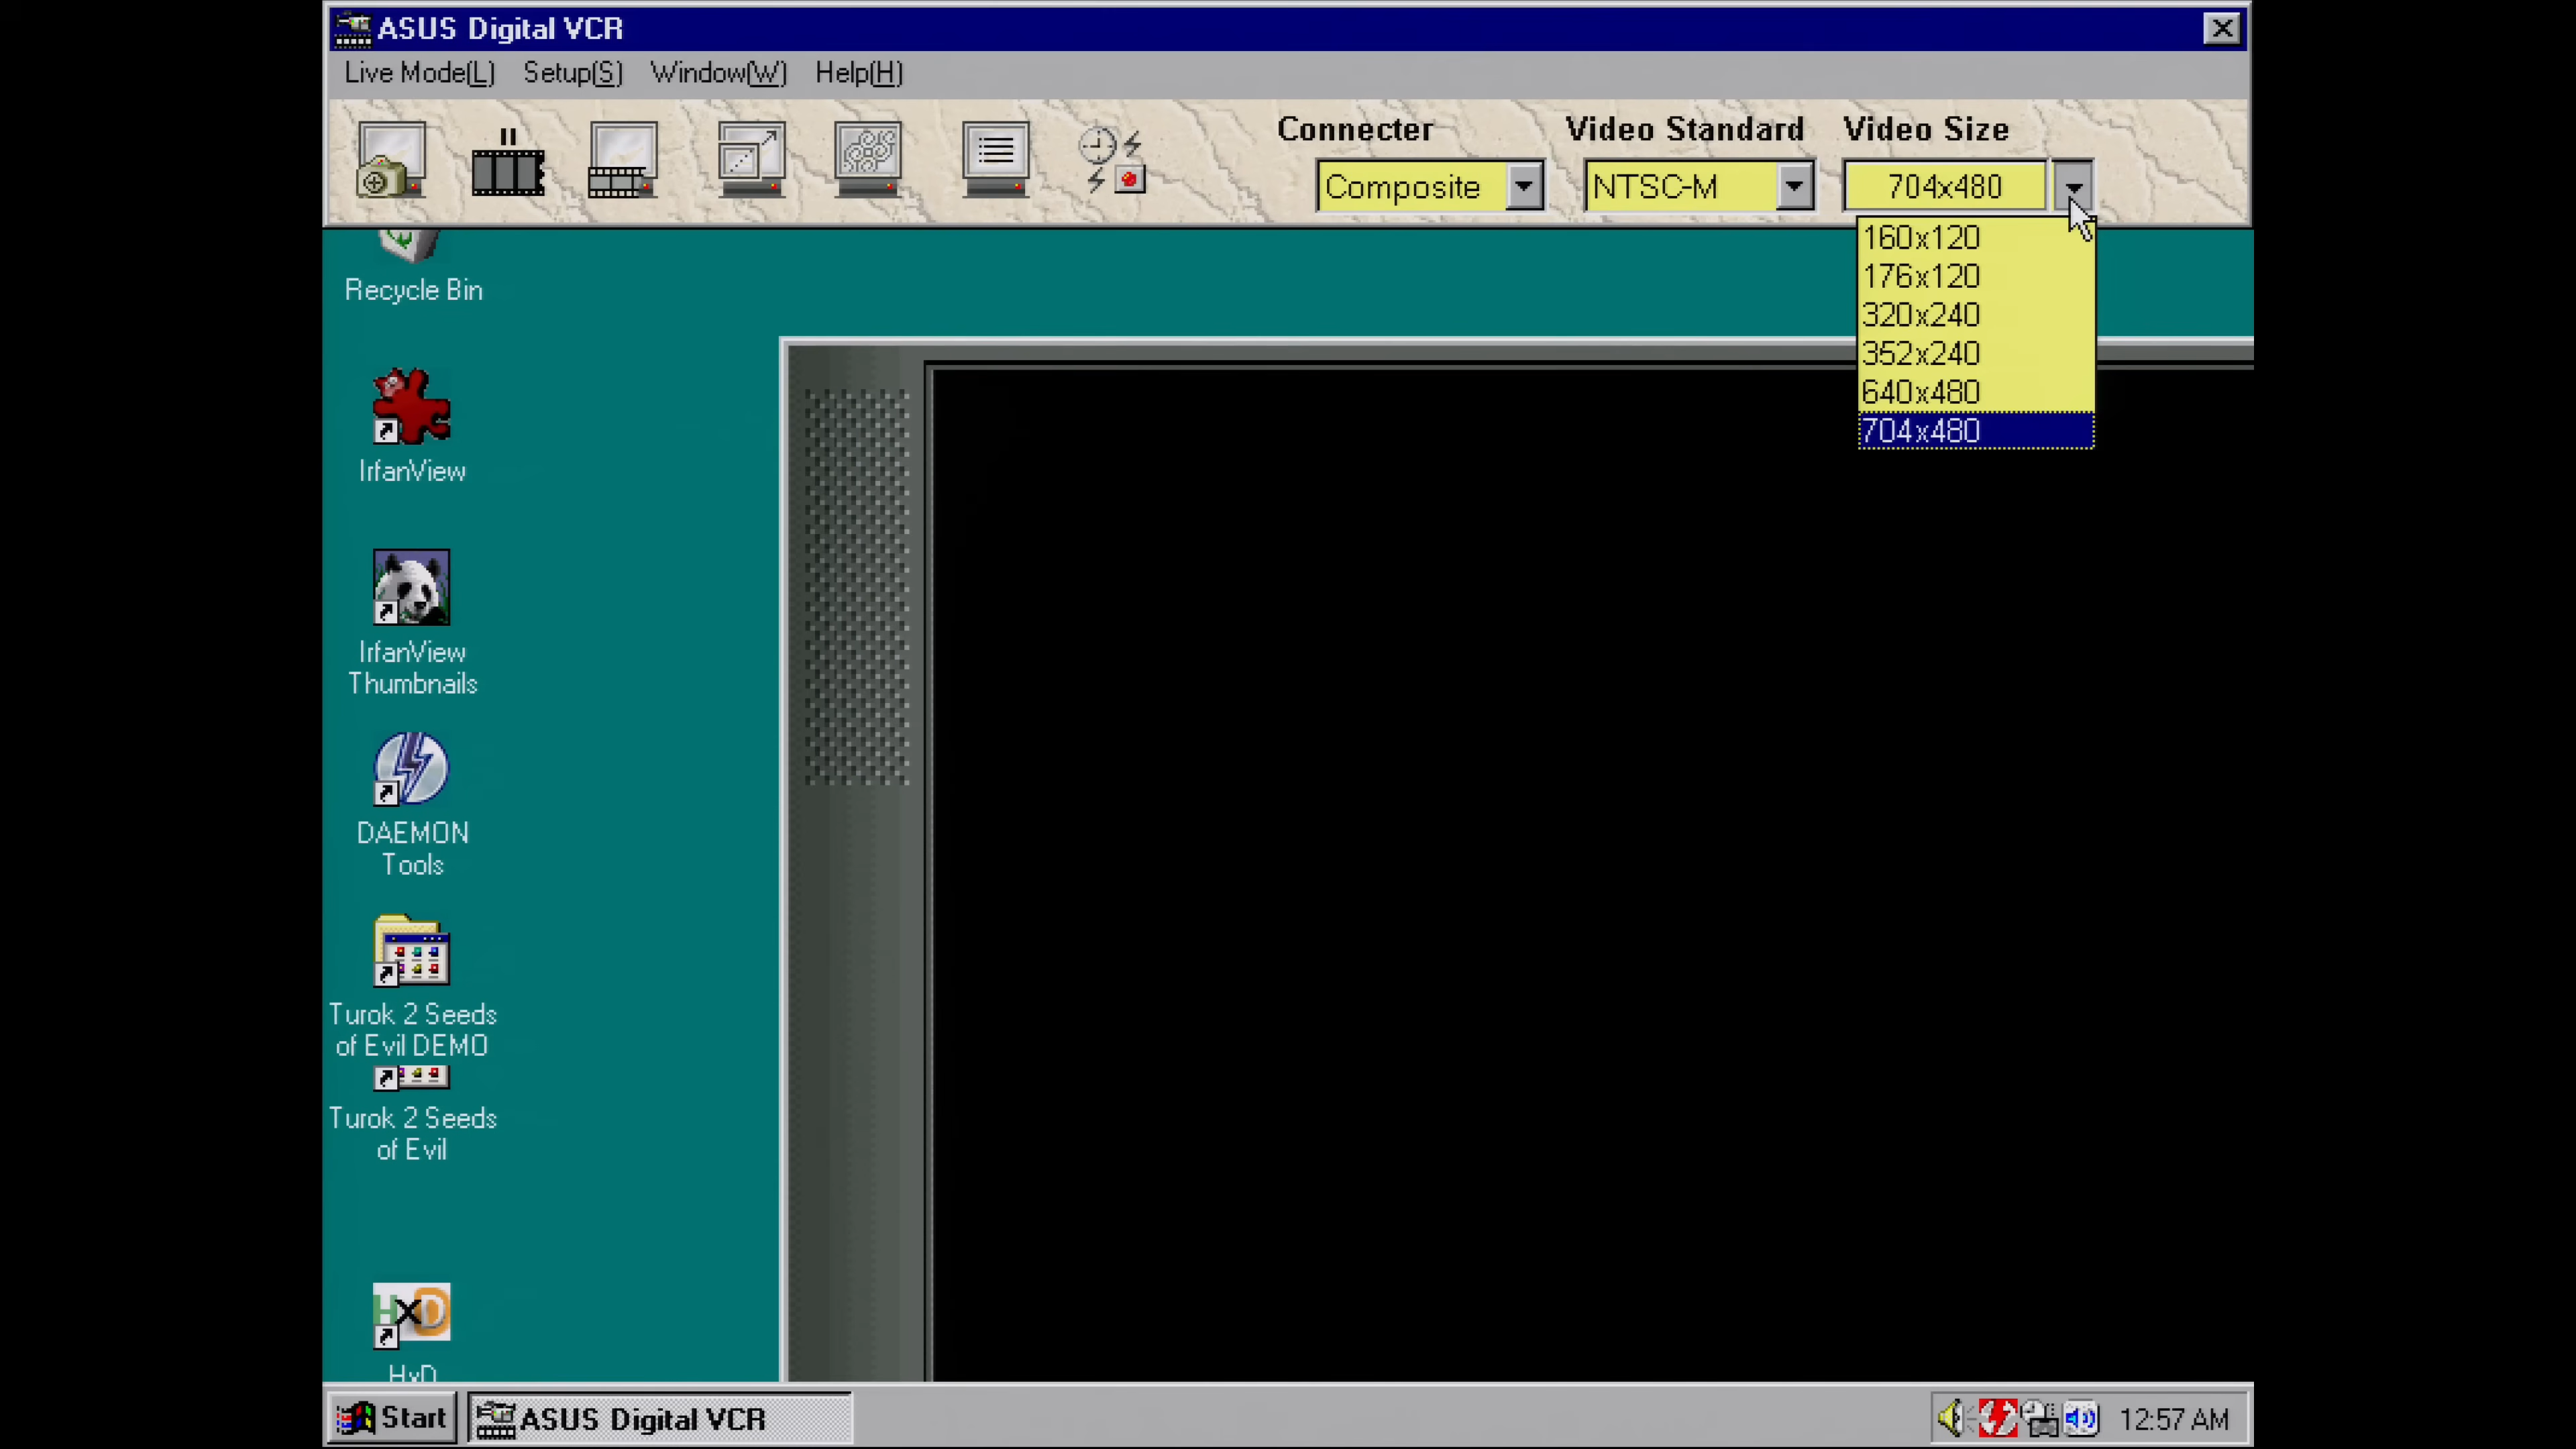 ASUS Digital VCR
Live Mode(L) Setup(S) Window(W) Help(H)
Connecter Video Standard Video Size
Composite NTSC-M 704x480
160x120
176x120
320x240
352x240
640x480
704x480
Recycle Bin
IrfanView
IrfanView
Thumbnails
DAEMON
Tools
Turok 2 Seeds
of Evil DEMO
Turok 2 Seeds
of Evil
HxD
HxD
Start ASUS Digital VCR 12:57 AM